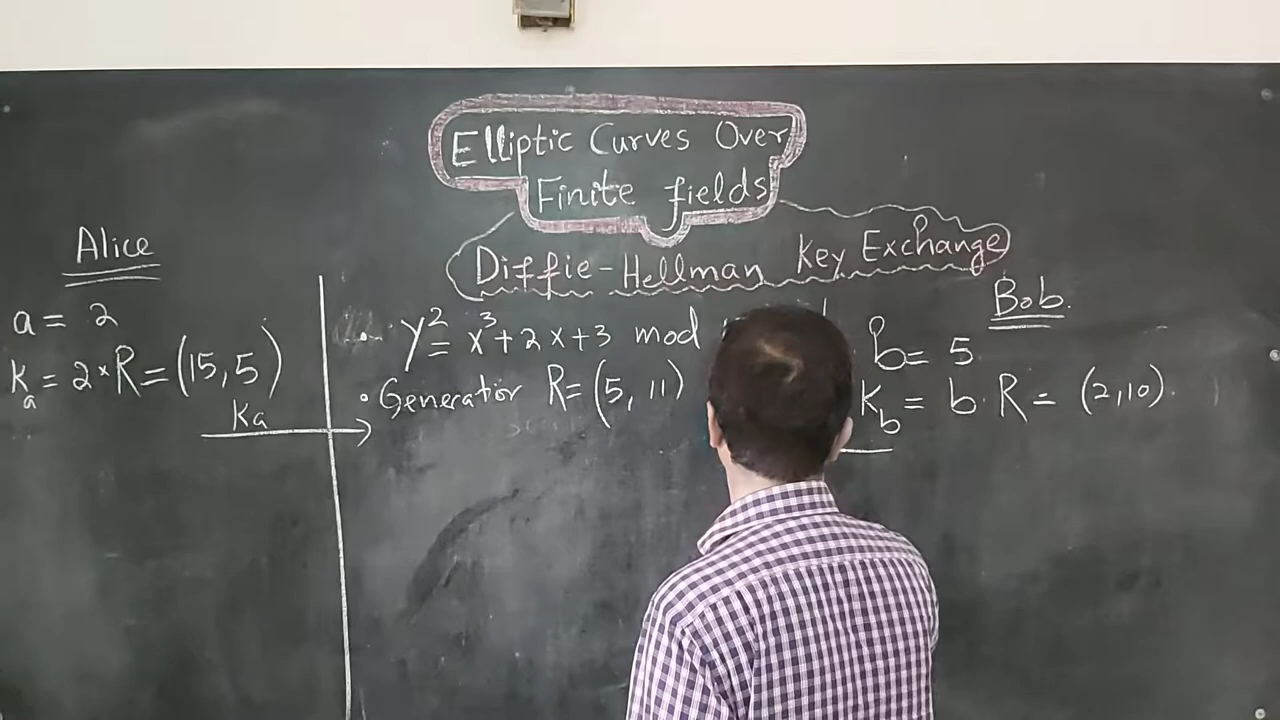 Elliptic Curves Over
Finite fields
Diffie-Hellman Key Exchange
Alice
a = 2
Kₐ = 2 * R = (15, 5)
Ka
• y² = x³ + 2x + 3 mod
• Generator R = (5, 11)
Bob.
b = 5
K_b = b. R = (2, 10).